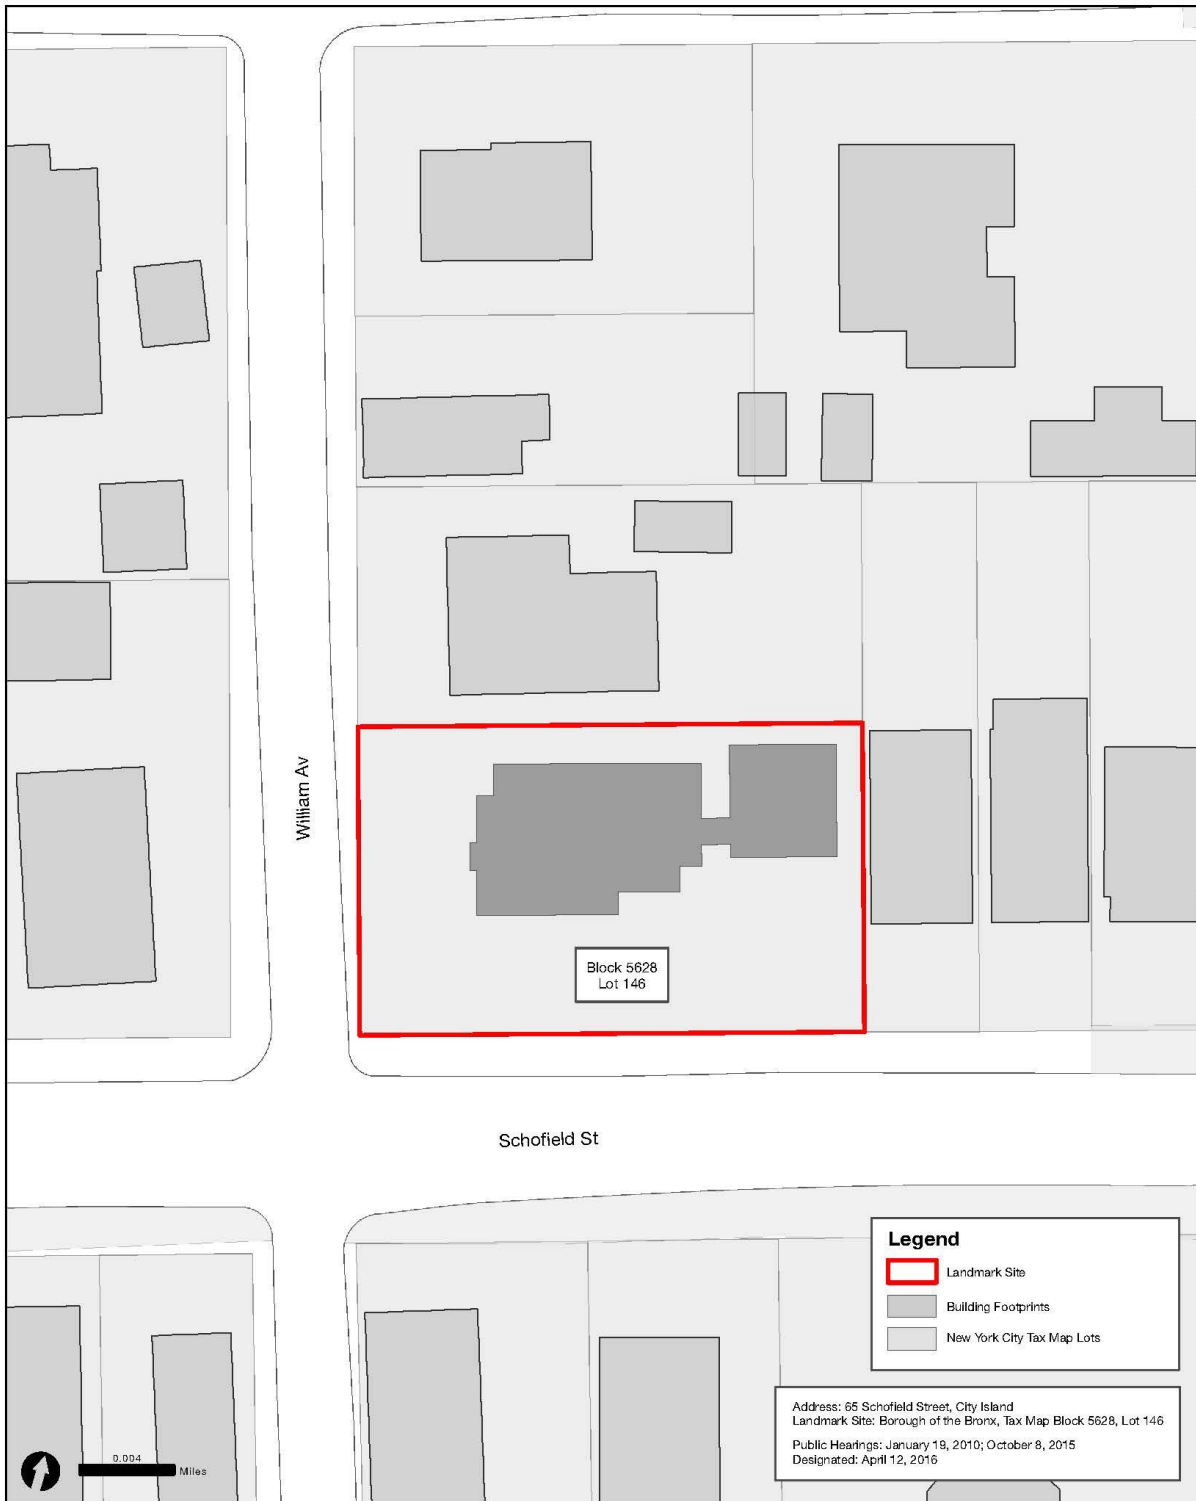 William Av
Block 5628
Lot 146
Schofield St
Legend
Landmark Site
Building Footprints
New York City Tax Map Lots
Address: 65 Schofield Street, City Island
Landmark Site: Borough of the Bronx, Tax Map Block 5628, Lot 146
Public Hearings: January 19, 2010; October 8, 2015
Designated: April 12, 2016
0.004
Miles